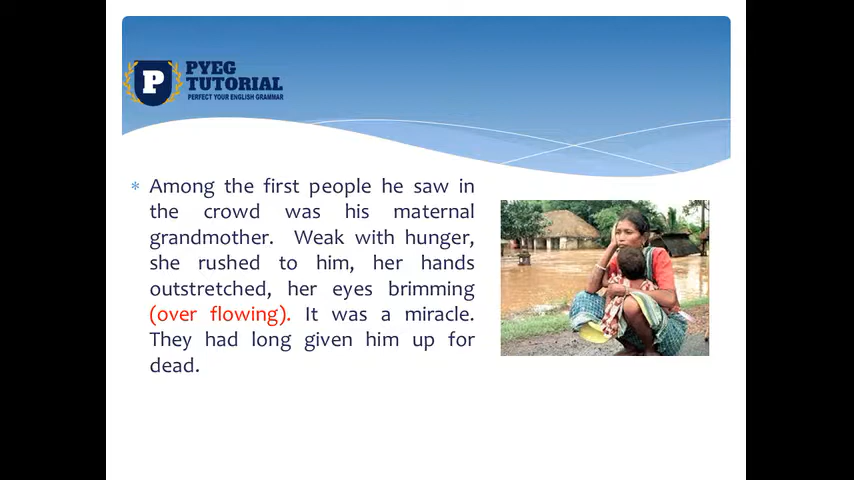 P
PYEG
TUTORIAL
PERFECT YOUR ENGLISH GRAMMAR
* Among the first people he saw in
the crowd was his maternal
grandmother. Weak with hunger,
she rushed to him, her hands
outstretched, her eyes brimming
(over flowing). It was a miracle.
They had long given him up for
dead.